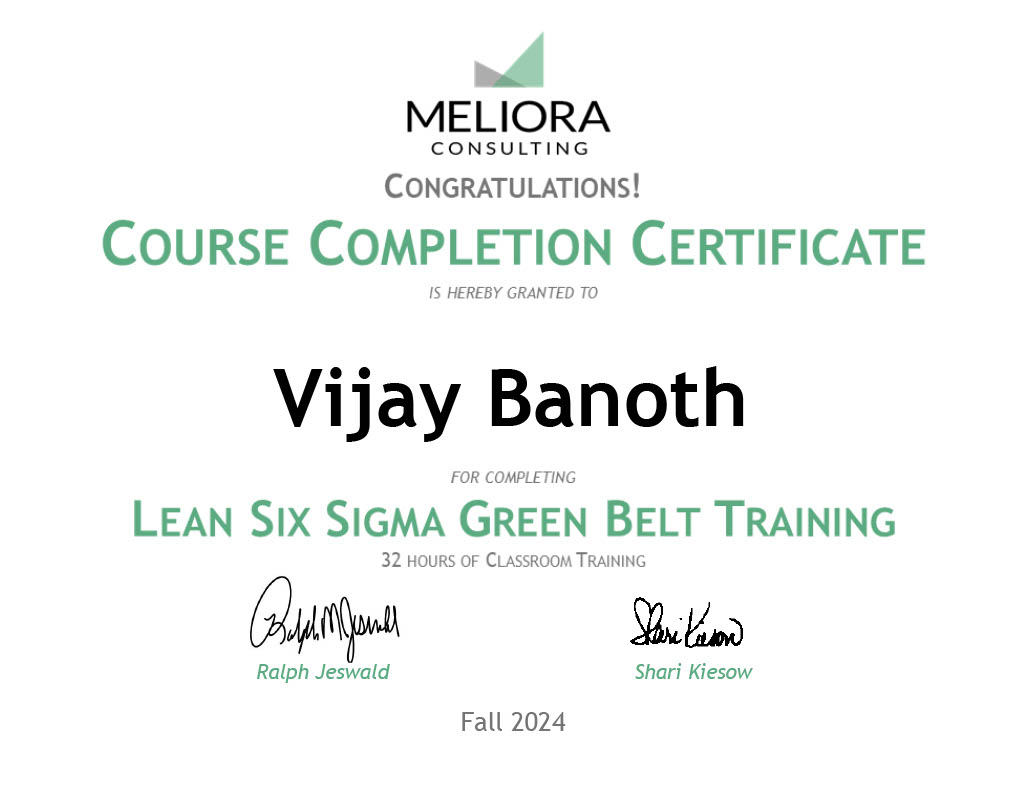 MELIORA
CONSULTING
CONGRATULATIONS!
COURSE COMPLETION CERTIFICATE
IS HEREBY GRANTED TO
Vijay Banoth
FOR COMPLETING
LEAN SIX SIGMA GREEN BELT TRAINING
32 HOURS OF CLASSROOM TRAINING
Ralph M Jeswald
Shari Kiesow
Ralph Jeswald
Shari Kiesow
Fall 2024